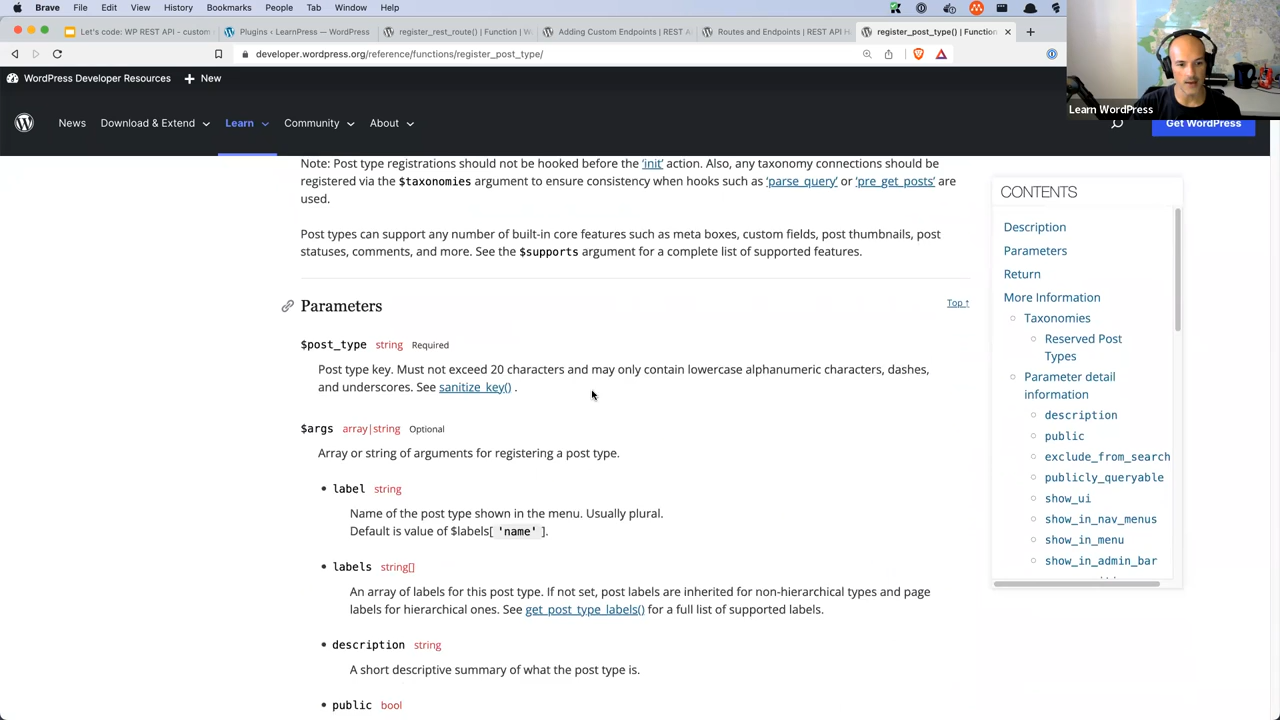 Brave Browser File Edit View History Bookmarks People Tab Window Help
Let's code: WP REST API - custom
Plugins ‹ LearnPress — WordPress
register_rest_route() | Function | W
Adding Custom Endpoints | REST
Routes and Endpoints | REST API H
register_post_type() | Function
developer.wordpress.org/reference/functions/register_post_type/
WordPress Developer Resources
New
Learn WordPress
News
Download & Extend
Learn
Community
About
Get WordPress
Note: Post type registrations should not be hooked before the 'init' action. Also, any taxonomy connections should be
registered via the $taxonomies argument to ensure consistency when hooks such as 'parse_query' or 'pre_get_posts' are
used.
Post types can support any number of built-in core features such as meta boxes, custom fields, post thumbnails, post
statuses, comments, and more. See the $supports argument for a complete list of supported features.
Parameters
Top ↑
$post_type string Required
Post type key. Must not exceed 20 characters and may only contain lowercase alphanumeric characters, dashes,
and underscores. See sanitize_key() .
$args array|string Optional
Array or string of arguments for registering a post type.
label string
Name of the post type shown in the menu. Usually plural.
Default is value of $labels[ 'name' ].
labels string[]
An array of labels for this post type. If not set, post labels are inherited for non-hierarchical types and page
labels for hierarchical ones. See get_post_type_labels() for a full list of supported labels.
description string
A short descriptive summary of what the post type is.
public bool
CONTENTS
Description
Parameters
Return
More Information
Taxonomies
Reserved Post
Types
Parameter detail
information
description
public
exclude_from_search
publicly_queryable
show_ui
show_in_nav_menus
show_in_menu
show_in_admin_bar